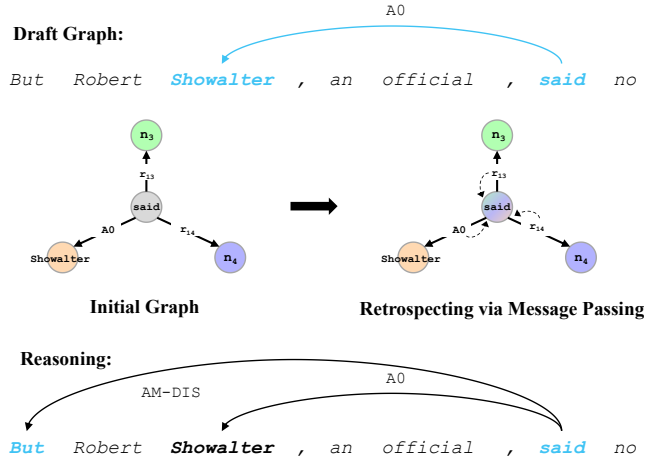 A0
Draft Graph:
But Robert Showalter , an official , said no
n3 n3
r13 r13
said said
A0 r14 A0 r14
Showalter n4 Showalter n4
Initial Graph Retrospecting via Message Passing
Reasoning:
A0
AM-DIS
But Robert Showalter , an official , said no